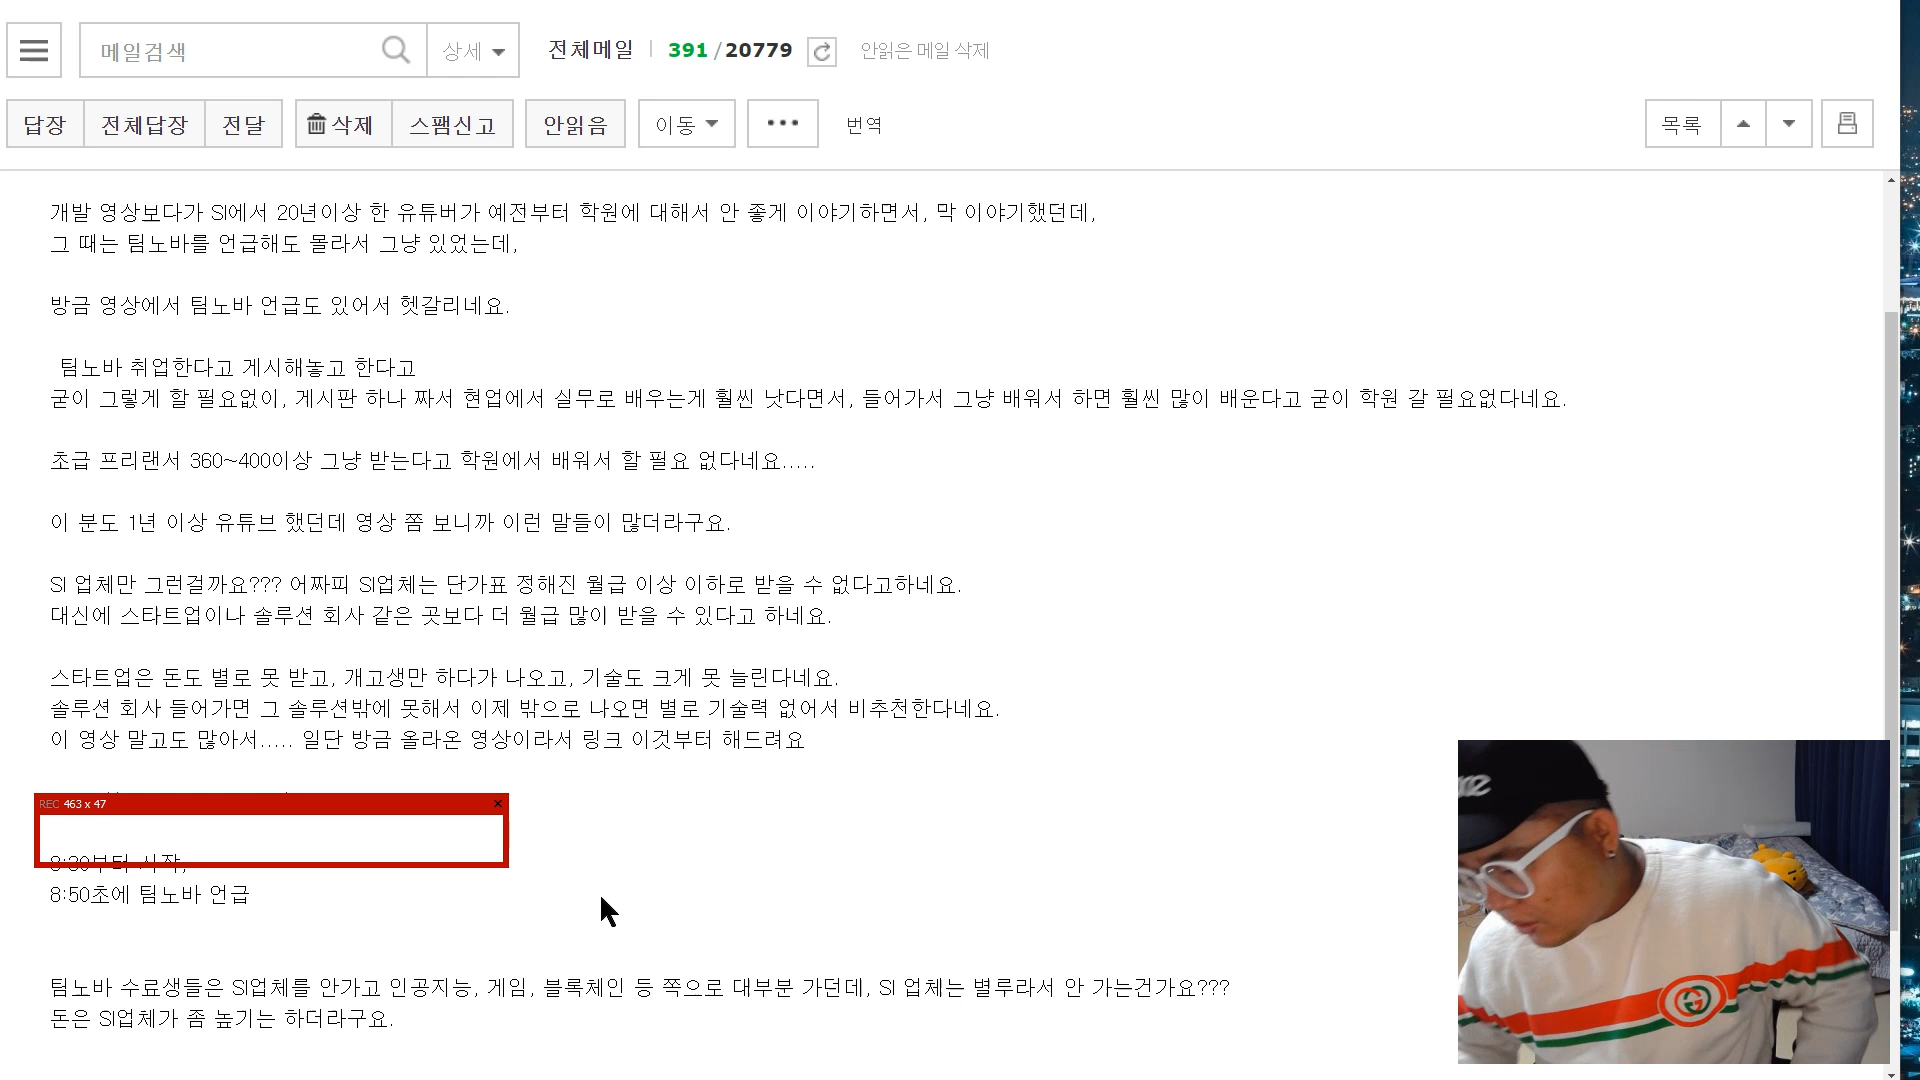 메일검색
상세
전체메일
391 / 20779
안읽은 메일 삭제
답장
전체답장
전달
삭제
스팸신고
안읽음
이동
번역
목록
개발 영상보다가 SI에서 20년이상 한 유튜버가 예전부터 학원에 대해서 안 좋게 이야기하면서, 막 이야기했던데,
그 때는 팀노바를 언급해도 몰라서 그냥 있었는데,
방금 영상에서 팀노바 언급도 있어서 헷갈리네요.
팀노바 취업한다고 게시해놓고 한다고
굳이 그렇게 할 필요없이, 게시판 하나 짜서 현업에서 실무로 배우는게 훨씬 낫다면서, 들어가서 그냥 배워서 하면 훨씬 많이 배운다고 굳이 학원 갈 필요없다네요.
초급 프리랜서 360~400이상 그냥 받는다고 학원에서 배워서 할 필요 없다네요.....
이 분도 1년 이상 유튜브 했던데 영상 쫌 보니까 이런 말들이 많더라구요.
SI 업체만 그런걸까요??? 어짜피 SI업체는 단가표 정해진 월급 이상 이하로 받을 수 없다고하네요.
대신에 스타트업이나 솔루션 회사 같은 곳보다 더 월급 많이 받을 수 있다고 하네요.
스타트업은 돈도 별로 못 받고, 개고생만 하다가 나오고, 기술도 크게 못 늘린다네요.
솔루션 회사 들어가면 그 솔루션밖에 못해서 이제 밖으로 나오면 별로 기술력 없어서 비추천한다네요.
이 영상 말고도 많아서..... 일단 방금 올라온 영상이라서 링크 이것부터 해드려요
REC 463 x 47
8:30부터 시작,
8:50초에 팀노바 언급
팀노바 수료생들은 SI업체를 안가고 인공지능, 게임, 블록체인 등 쪽으로 대부분 가던데, SI 업체는 별루라서 안 가는건가요???
돈은 SI업체가 좀 높기는 하더라구요.